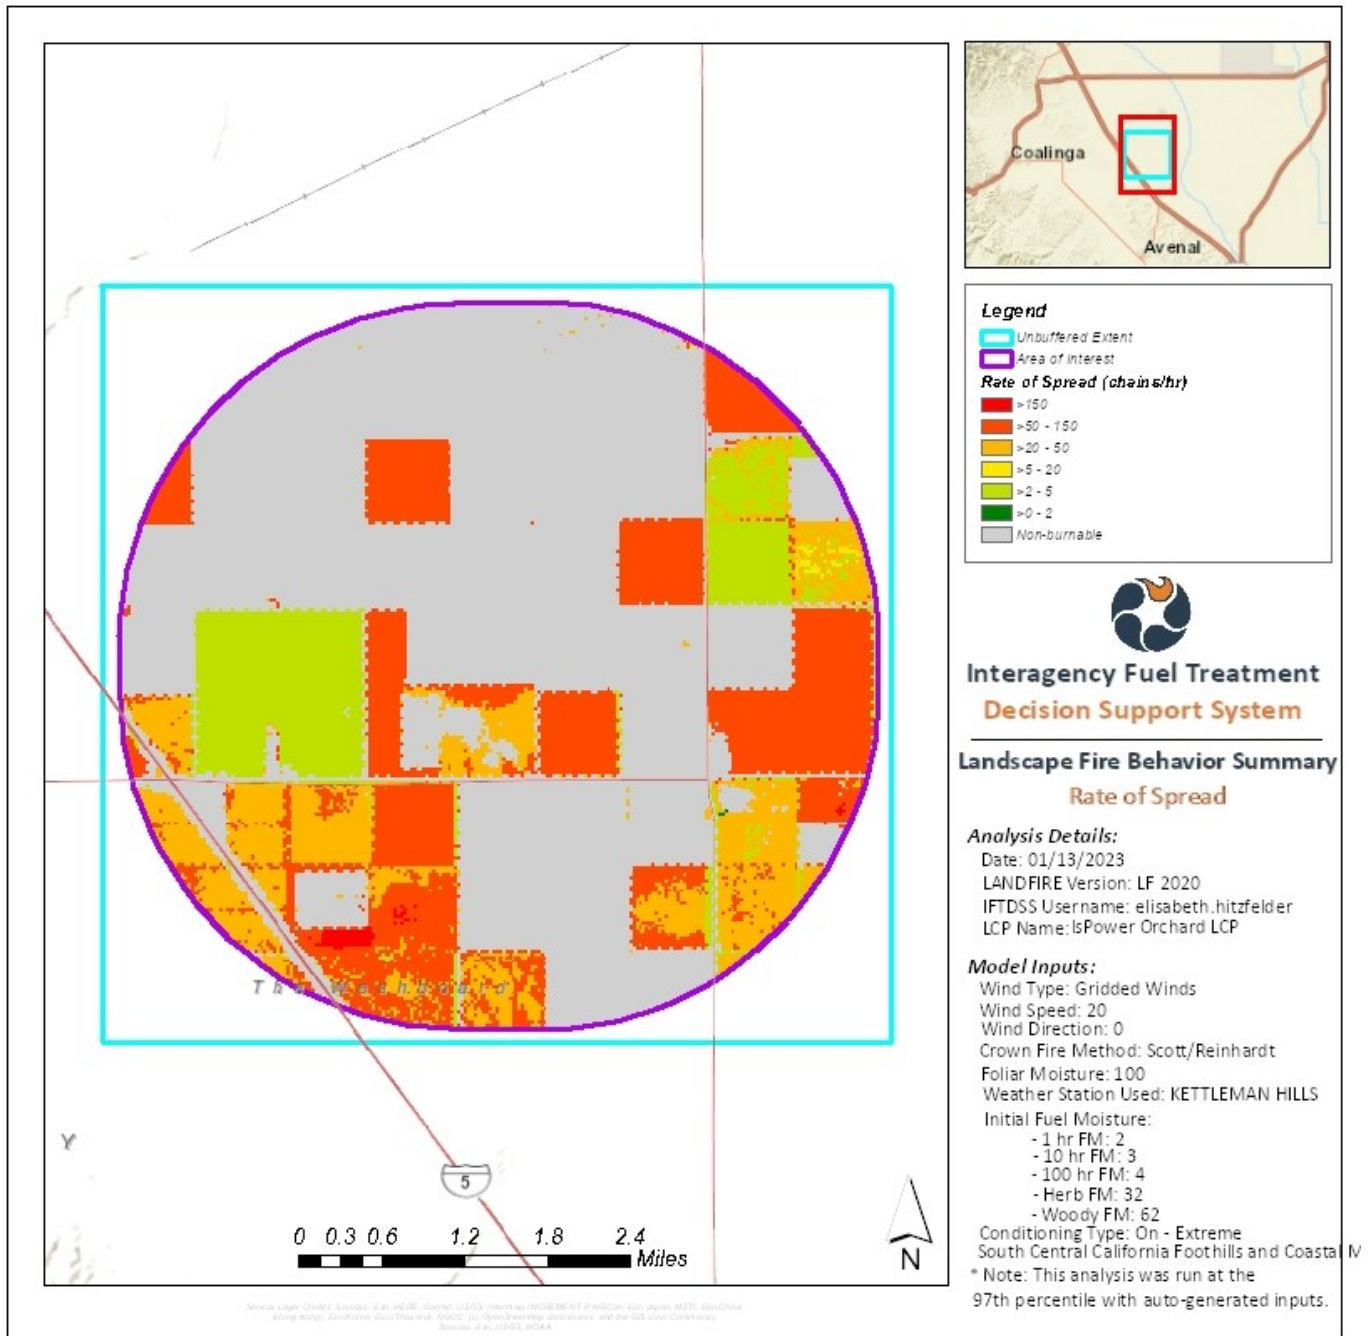 Coalinga
Avenal
Legend
Unbuffered Extent
Area of Interest
Rate of Spread (chains/hr)
>150
>50 - 150
>20 - 50
>5 - 20
>2 - 5
>0 - 2
Non-burnable
Interagency Fuel Treatment
Decision Support System
Landscape Fire Behavior Summary
Rate of Spread
Analysis Details:
Date: 01/13/2023
LANDFIRE Version: LF 2020
IFTDSS Username: elisabeth.hitzfelder
LCP Name: IsPower Orchard LCP
Model Inputs:
Wind Type: Gridded Winds
Wind Speed: 20
Wind Direction: 0
Crown Fire Method: Scott/Reinhardt
Foliar Moisture: 100
Weather Station Used: KETTLEMAN HILLS
Initial Fuel Moisture:
- 1 hr FM: 2
- 10 hr FM: 3
- 100 hr FM: 4
- Herb FM: 32
- Woody FM: 62
Conditioning Type: On - Extreme
South Central California Foothills and Coastal M
* Note: This analysis was run at the
97th percentile with auto-generated inputs.
The Washboard
Y
5
0 0.3 0.6 1.2 1.8 2.4
Miles
N